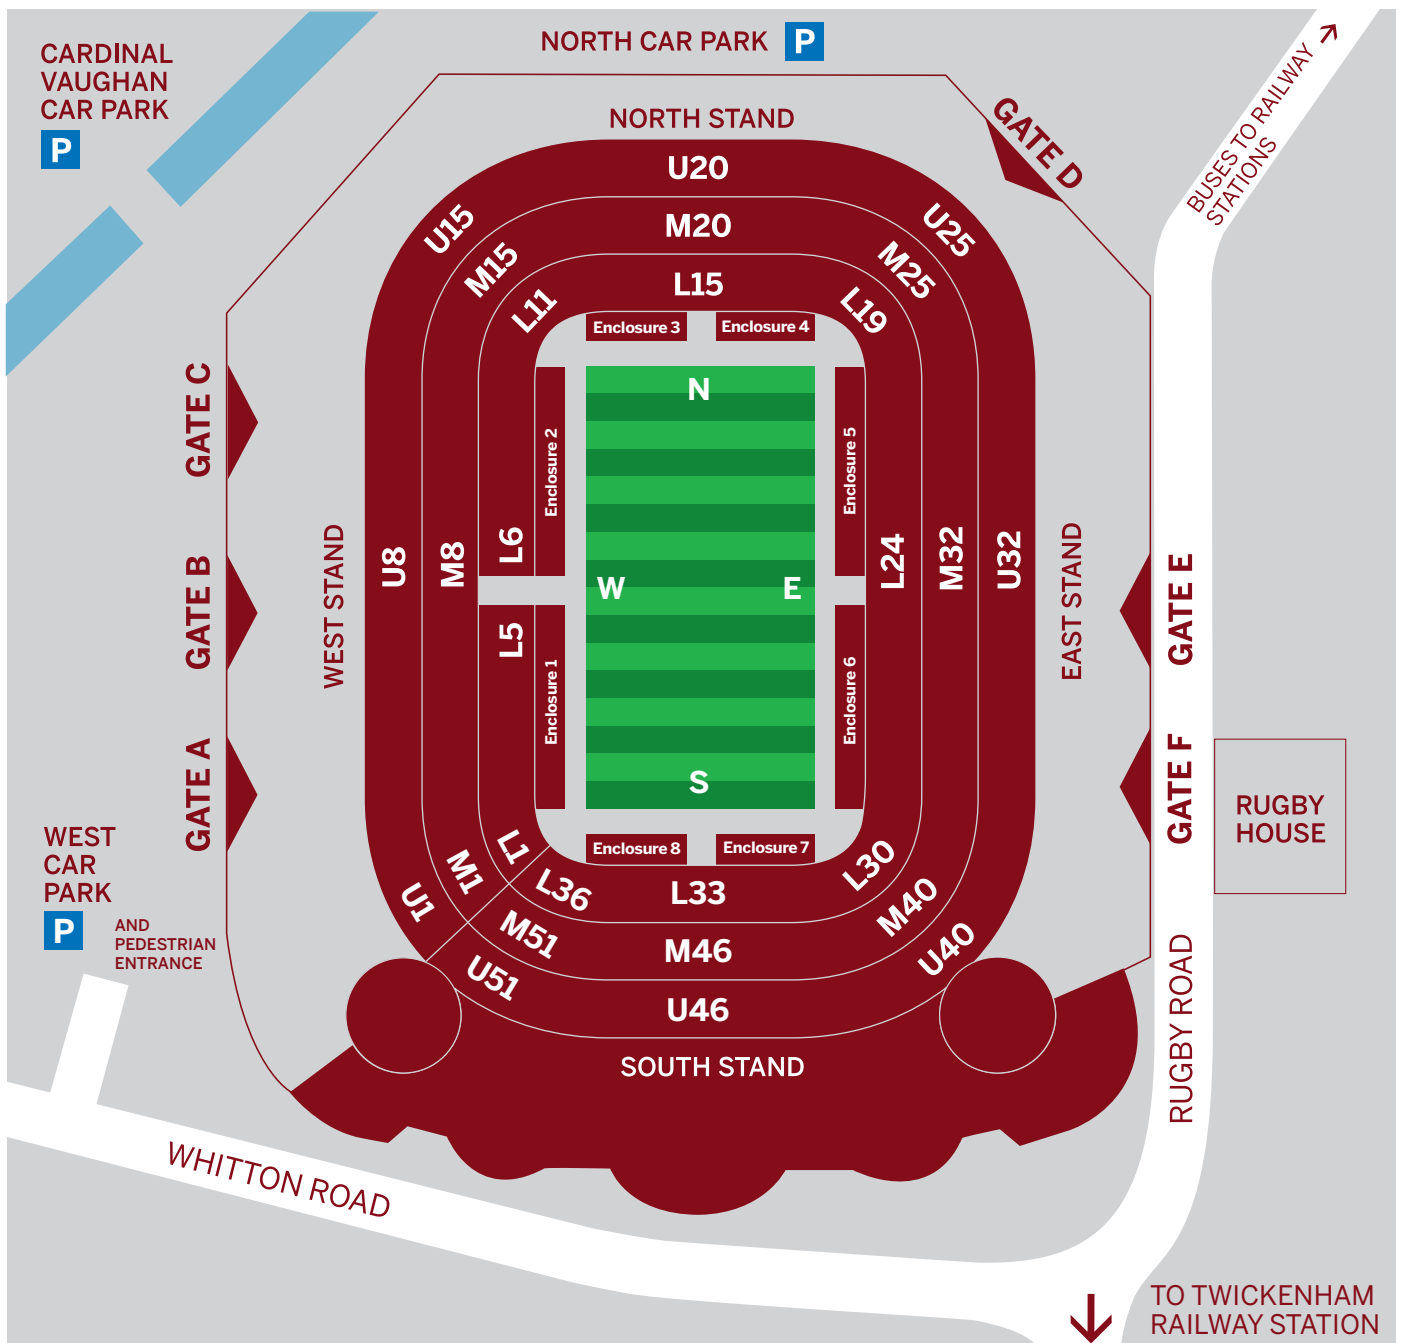 CARDINAL
VAUGHAN
CAR PARK
P
NORTH CAR PARK P
GATE D
BUSES TO RAILWAY
STATIONS
NORTH STAND
U20
M20
L15
U15
M15
L11
U25
M25
L19
Enclosure 3
Enclosure 4
N
GATE C
GATE B
GATE A
WEST STAND
U8
M8
L6
L5
Enclosure 2
Enclosure 1
W
E
Enclosure 5
Enclosure 6
L24
M32
U32
EAST STAND
GATE E
GATE F
S
RUGBY
HOUSE
WEST
CAR
PARK
P
AND
PEDESTRIAN
ENTRANCE
Enclosure 8
Enclosure 7
L1
M1
U1
L36
M51
U51
L33
M46
U46
L30
M40
U40
SOUTH STAND
RUGBY ROAD
WHITTON ROAD
TO TWICKENHAM
RAILWAY STATION